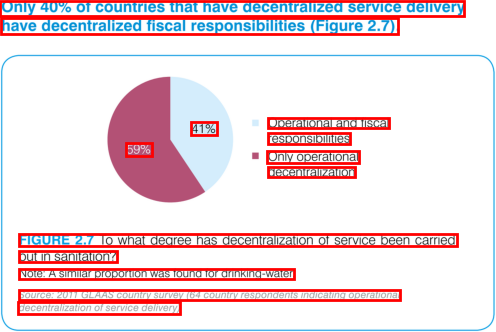 Only 40% of countries that have decentralized service delivery
have decentralized fiscal responsibilities (Figure 2.7)
41%
59%
Operational and fiscal
responsibilities
Only operational
decentralization
FIGURE 2.7 To what degree has decentralization of service been carried
out in sanitation?
Note: A similar proportion was found for drinking-water.
Source: 2011 GLAAS country survey (64 country respondents indicating operational
decentralization of service delivery)